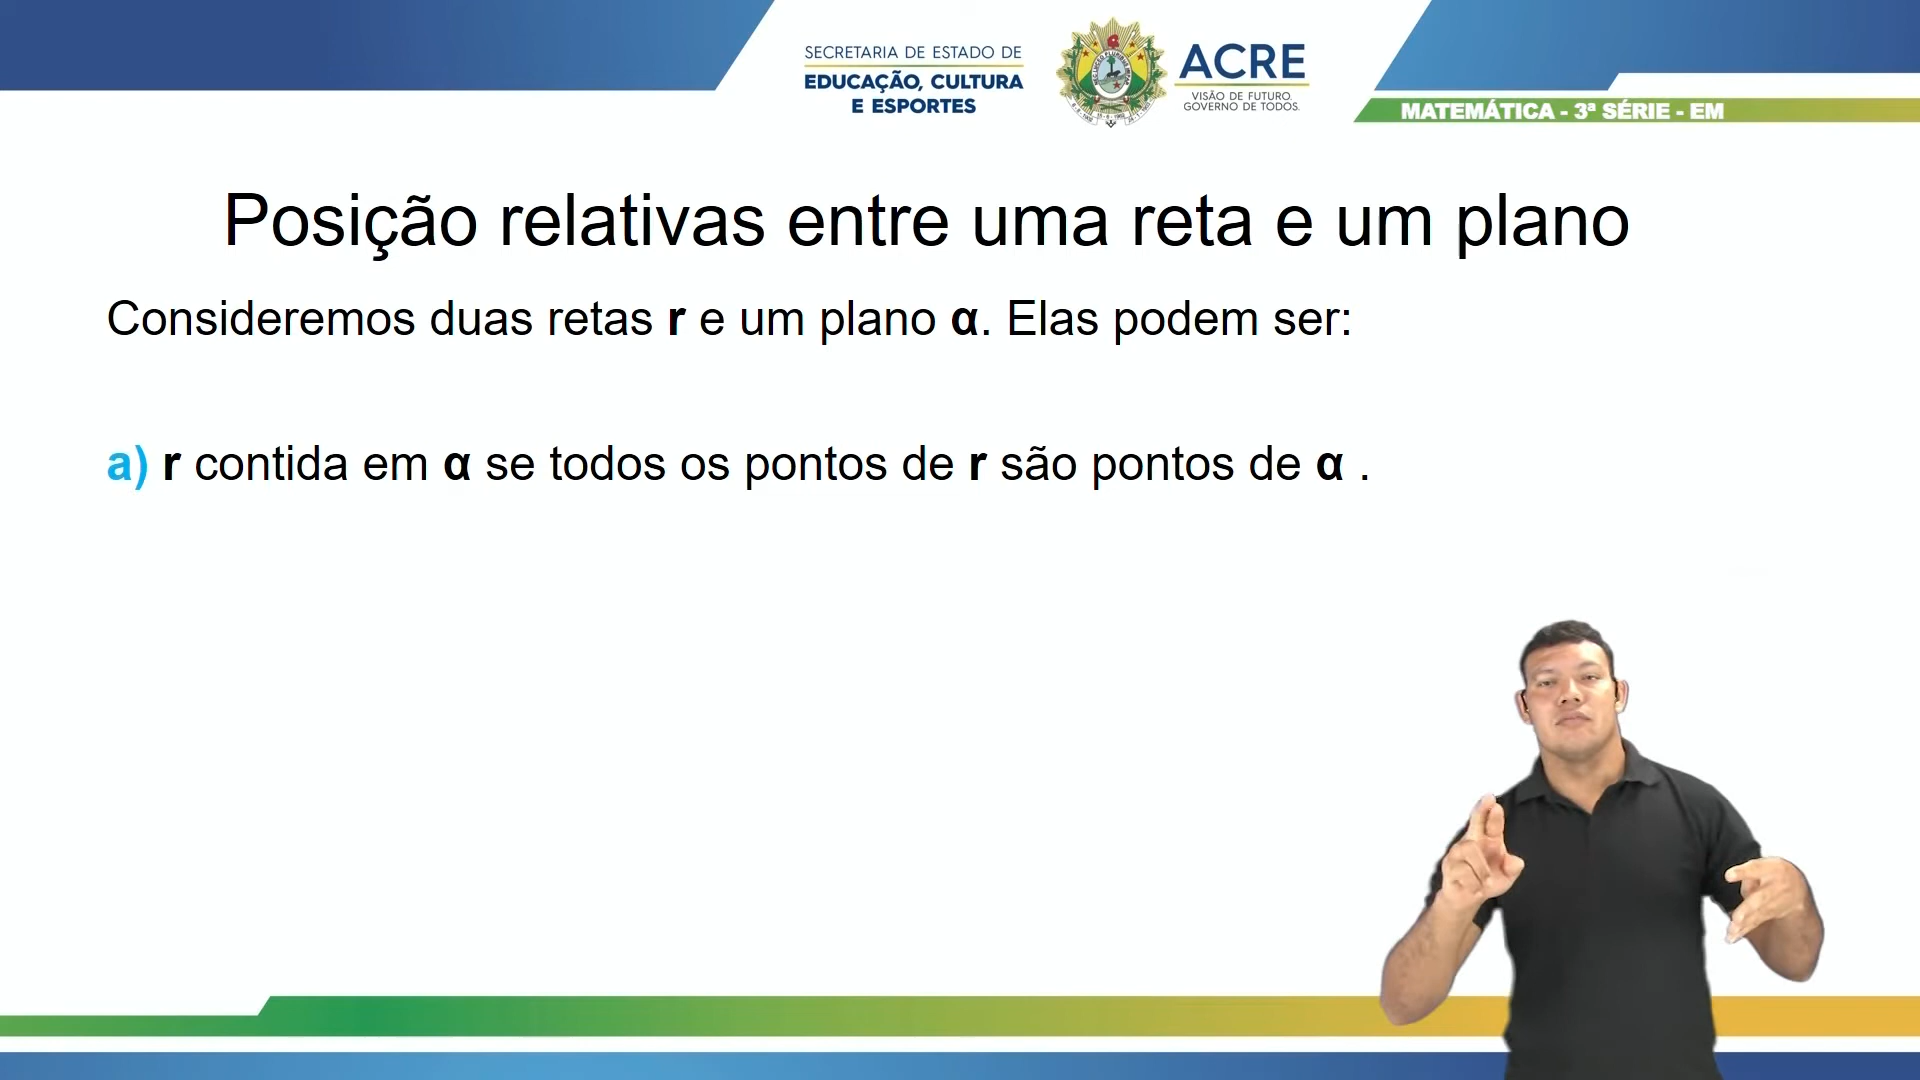 SECRETARIA DE ESTADO DE
EDUCAÇÃO, CULTURA
E ESPORTES
ACRE
VISÃO DE FUTURO.
GOVERNO DE TODOS.
MATEMÁTICA - 3ª SÉRIE - EM
Posição relativas entre uma reta e um plano
Consideremos duas retas r e um plano α. Elas podem ser:
a) r contida em α se todos os pontos de r são pontos de α .